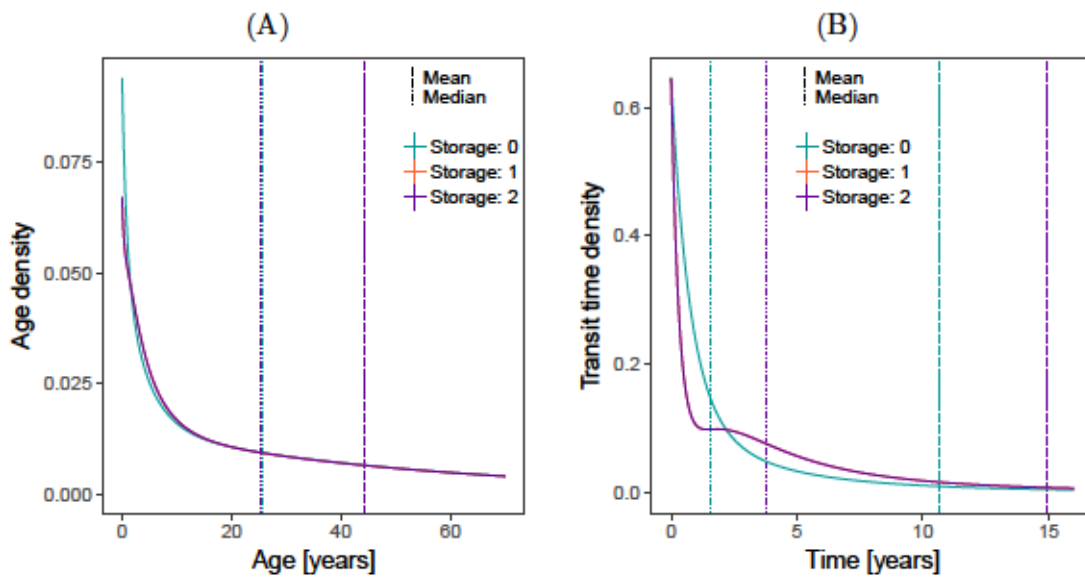 (A)
Age density
0.075
0.050
0.025
0.000
0
20
40
60
Age [years]
Mean
Median
Storage: 0
Storage: 1
Storage: 2
(B)
Transit time density
0.6
0.4
0.2
0.0
0
5
10
15
Time [years]
Mean
Median
Storage: 0
Storage: 1
Storage: 2